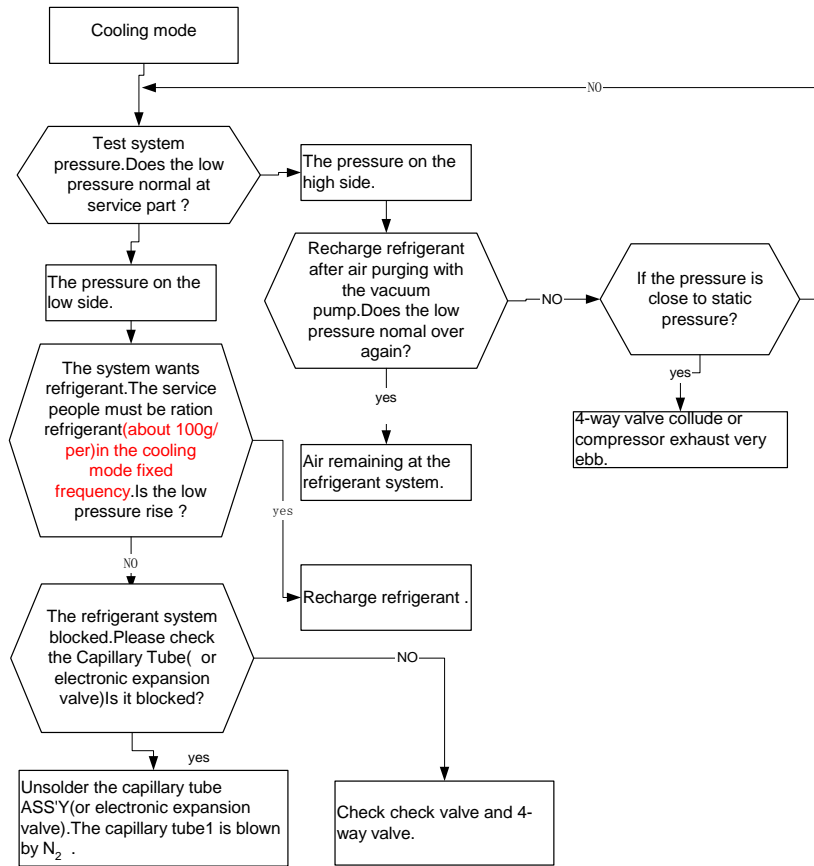 Cooling mode
NO
Test system
pressure.Does the low
pressure normal at
service part ?
The pressure on the
high side.
The pressure on the
low side.
Recharge refrigerant
after air purging with
the vacuum
pump.Does the low
pressure nomal over
again?
NO
If the pressure is
close to static
pressure?
yes
yes
4-way valve collude or
compressor exhaust very
ebb.
Air remaining at the
refrigerant system.
The system wants
refrigerant.The service
people must be ration
refrigerant(about 100g/
per)in the cooling
mode fixed
frequency.Is the low
pressure rise ?
yes
NO
Recharge refrigerant .
The refrigerant system
blocked.Please check
the Capillary Tube( or
electronic expansion
valve)Is it blocked?
NO
yes
Unsolder the capillary tube
ASS'Y(or electronic expansion
valve).The capillary tube1 is blown
by N2 .
Check check valve and 4-
way valve.